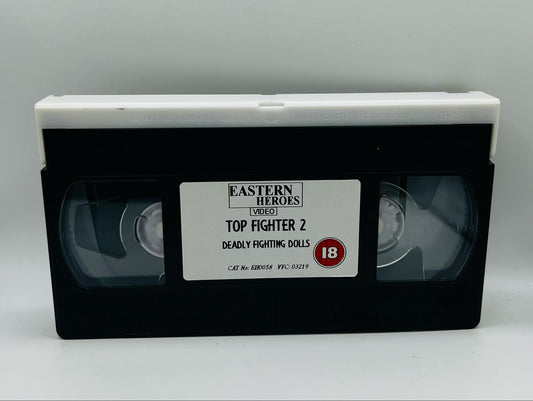 EASTERN
HEROES
VIDEO
TOP FIGHTER 2
DEADLY FIGHTING DOLLS
18
CAT No: EH0058 VFC: 03219